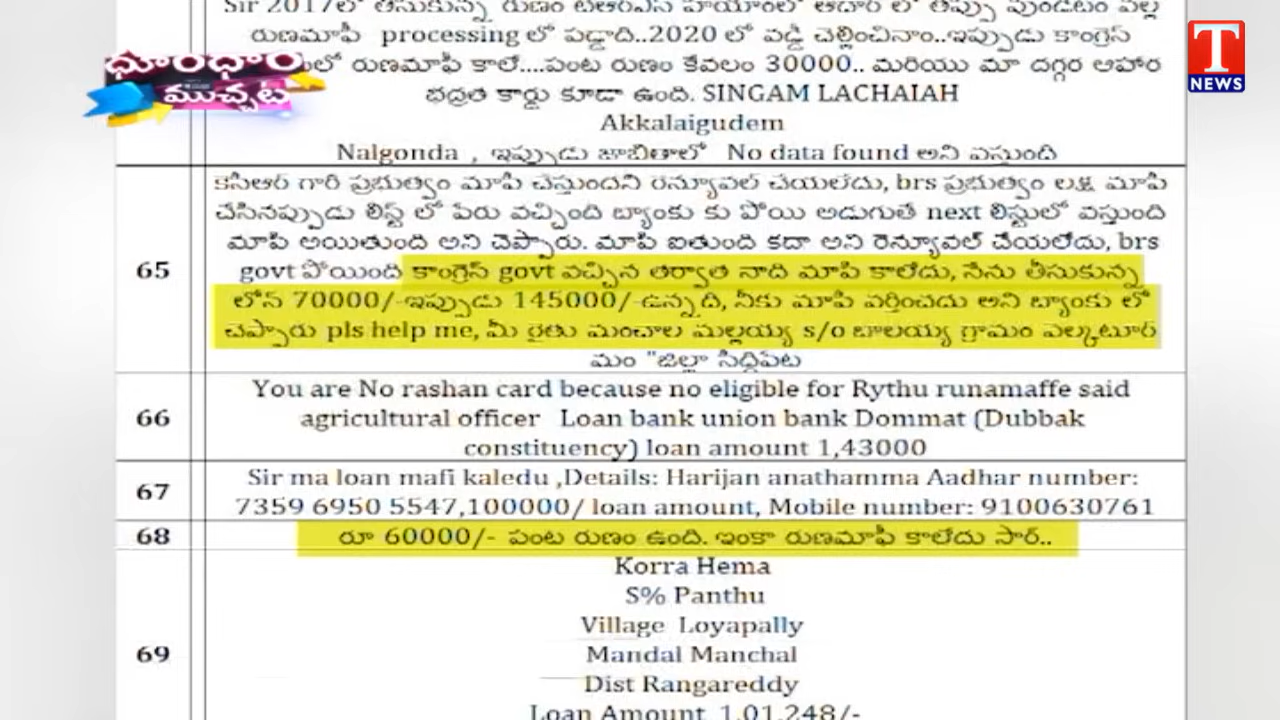 Sir 2017లో తీసుకున్న రుణం టీఆర్ఎస్ హయాంలో ఆధార్ లో తప్పు వుండటం వల్ల
T
రుణమాఫీ processing లో పడ్డాది..2020 లో వడ్డీ చెల్లించినాం..ఇప్పుడు కాంగ్రెస్
ధూంధాం
లో రుణమాఫీ కాలే....పంట రుణం కేవలం 30000.. మరియు మా దగ్గర ఆహార
NEWS
ముచ్చట
భద్రత కార్డు కూడా ఉంది. SINGAM LACHAIAH
Akkalaigudem
Nalgonda , ఇప్పుడు జాబితాలో No data found అని వస్తుంది
కెసిఆర్ గారి ప్రభుత్వం మాపీ చేస్తుందని రెన్యూవల్ చేయలేదు, brs ప్రభుత్వం లక్ష మాపీ
చేసినప్పుడు లిస్ట్ లో పేరు వచ్చింది బ్యాంకు కు పోయి అడుగుతే next లిస్టులో వస్తుంది
మాపీ అయితుంది అని చెప్పారు. మాపీ ఐతుంది కదా అని రెన్యూవల్ చేయలేదు, brs
65
govt పోయింది కాంగ్రెస్ govt వచ్చిన తర్వాత నాది మాపీ కాలేదు, నేను తీసుకున్న
లోన్ 70000/-ఇప్పుడు 145000/-ఉన్నది, నీకు మాపీ వర్తించదు అని బ్యాంకు లో
చెప్పారు pls help me, మీ రైతు మంచాల మల్లయ్య s/o బాలయ్య గ్రామం పల్కటూర్
మం "జిల్లా సిద్దిపేట
66
You are No rashan card because no eligible for Rythu runamaffe said
agricultural officer Loan bank union bank Dommat (Dubbak
constituency) loan amount 1,43000
67
Sir ma loan mafi kaledu ,Details: Harijan anathamma Aadhar number:
7359 6950 5547,100000/ loan amount, Mobile number: 9100630761
68
రూ 60000/- పంట రుణం ఉంది. ఇంకా రుణమాఫీ కాలేదు సార్..
Korra Hema
S% Panthu
Village Loyapally
69
Mandal Manchal
Dist Rangareddy
Loan Amount 1,01,248/-